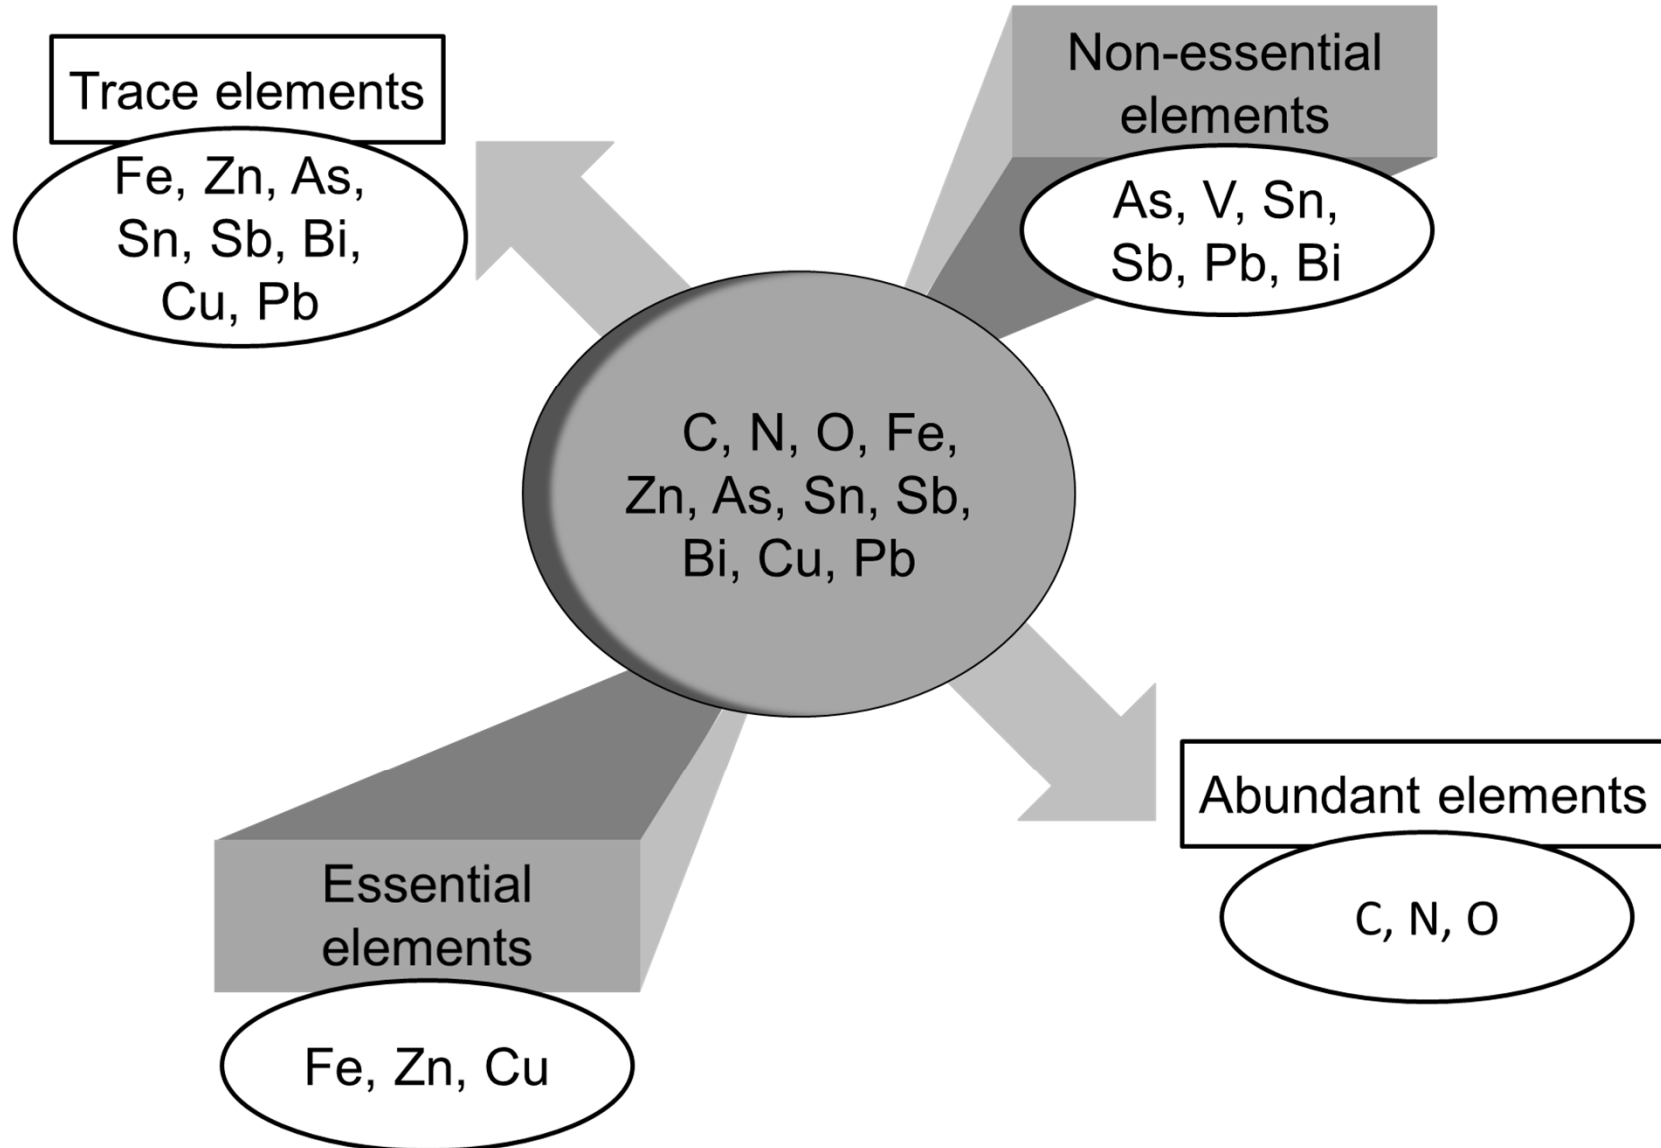 Trace elements
Fe, Zn, As,
Sn, Sb, Bi,
Cu, Pb
Non-essential
elements
As, V, Sn,
Sb, Pb, Bi
C, N, O, Fe,
Zn, As, Sn, Sb,
Bi, Cu, Pb
Essential
elements
Fe, Zn, Cu
Abundant elements
C, N, O